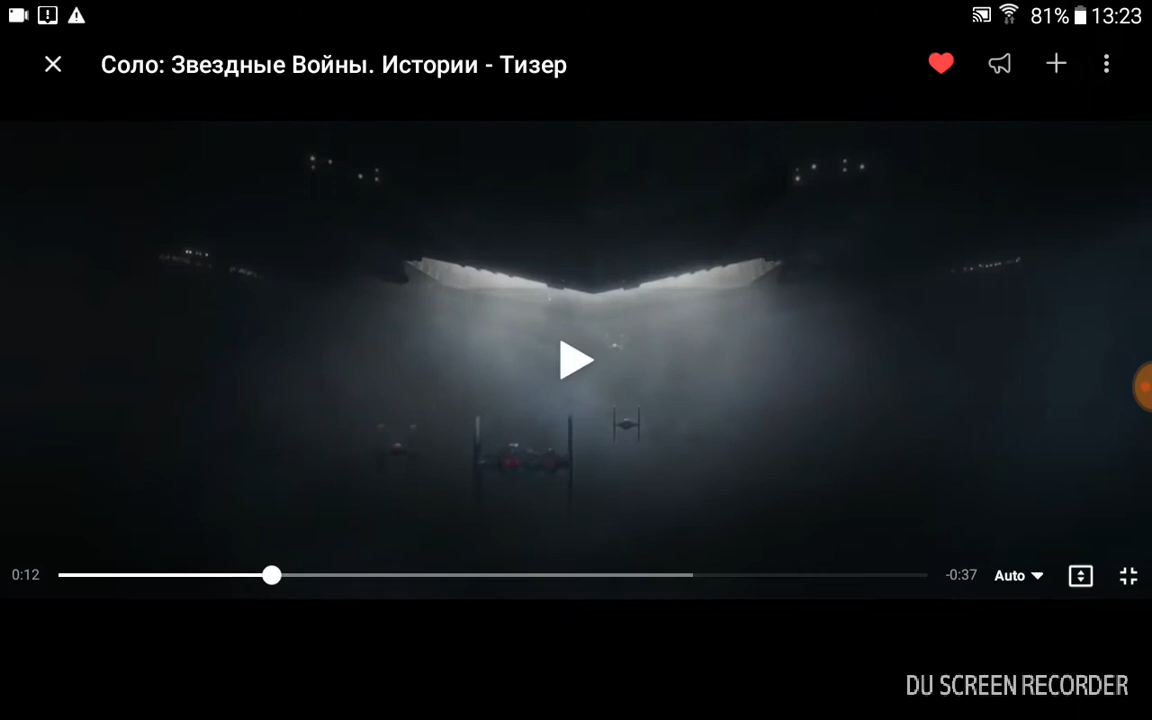 81% 13:23
Соло: Звездные Войны. Истории - Тизер
0:12 -0:37 Auto
DU SCREEN RECORDER